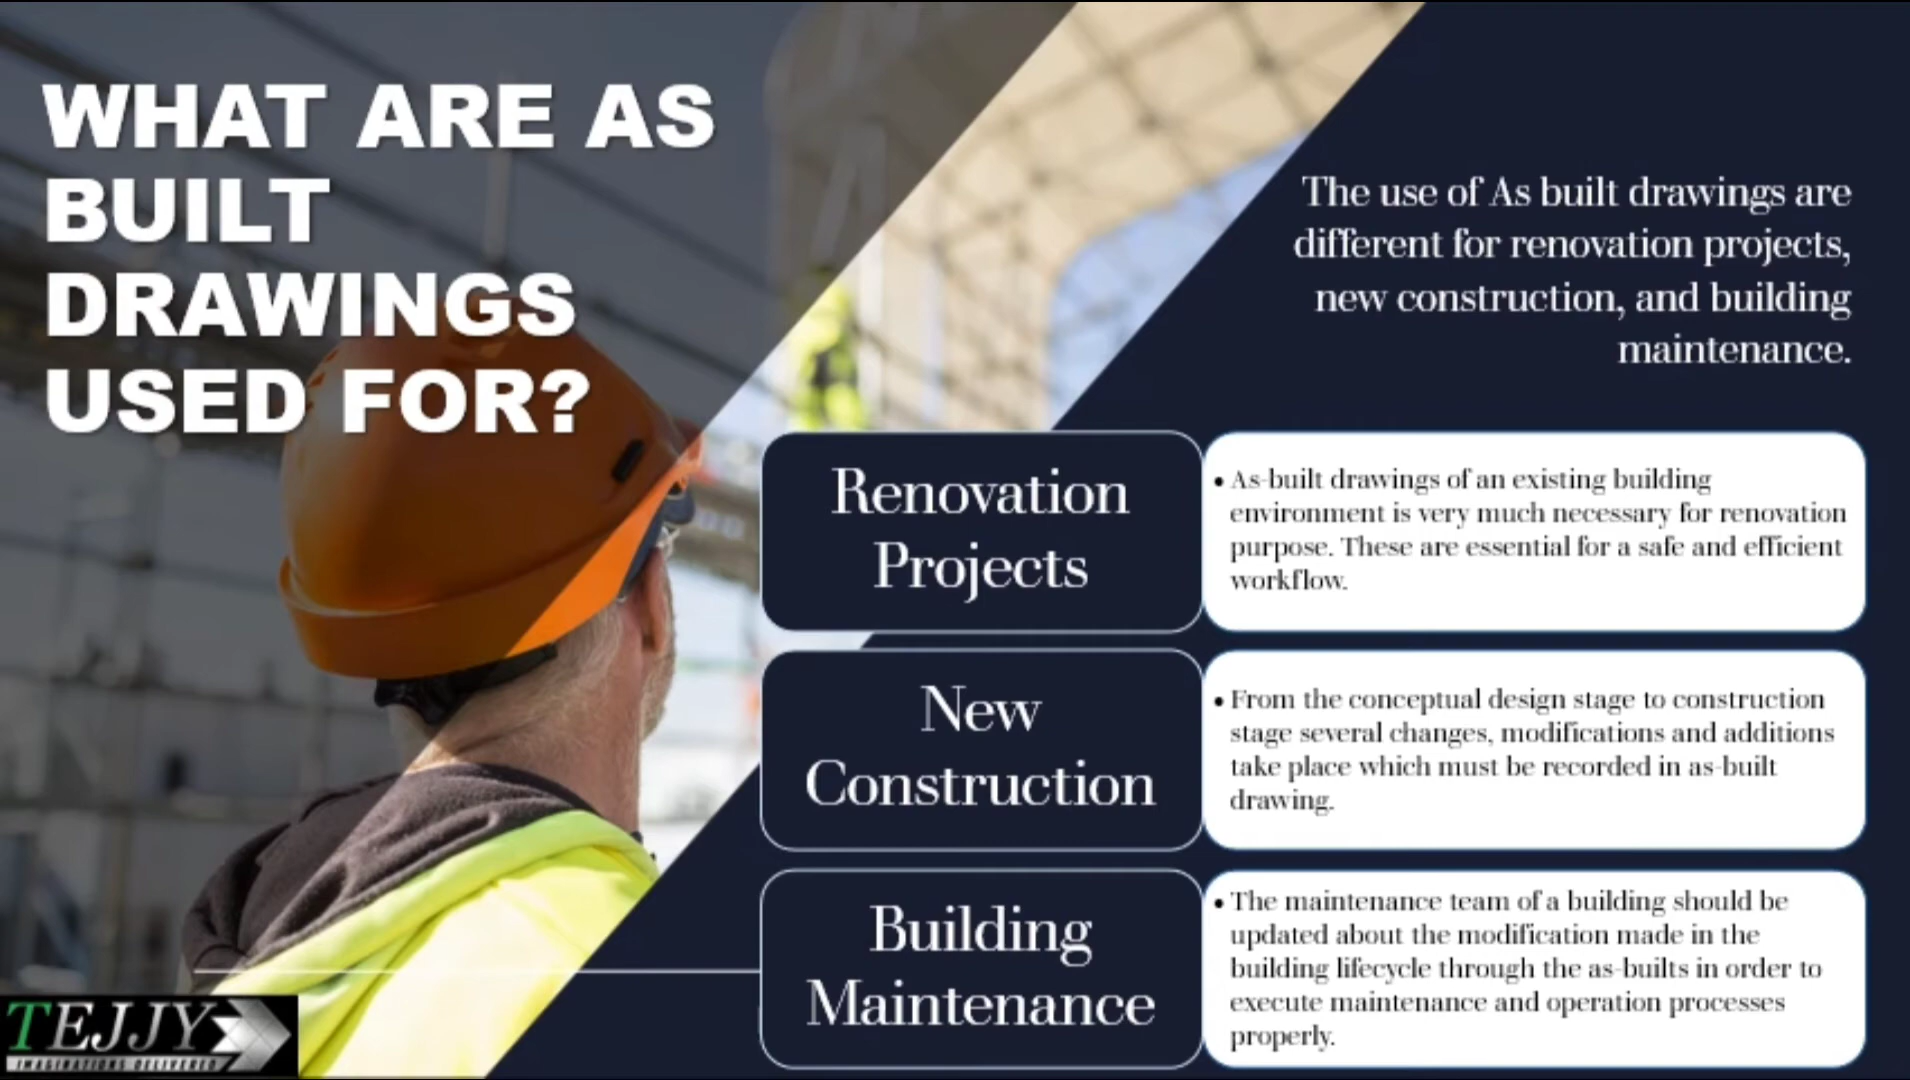 WHAT ARE AS
BUILT
DRAWINGS
USED FOR?
The use of As built drawings are
different for renovation projects,
new construction, and building
maintenance.
Renovation
Projects
• As-built drawings of an existing building
environment is very much necessary for renovation
purpose. These are essential for a safe and efficient
workflow.
New
Construction
• From the conceptual design stage to construction
stage several changes, modifications and additions
take place which must be recorded in as-built
drawing.
Building
Maintenance
• The maintenance team of a building should be
updated about the modification made in the
building lifecycle through the as-builts in order to
execute maintenance and operation processes
properly.
TEJJY
IMAGINATIONS DELIVERED